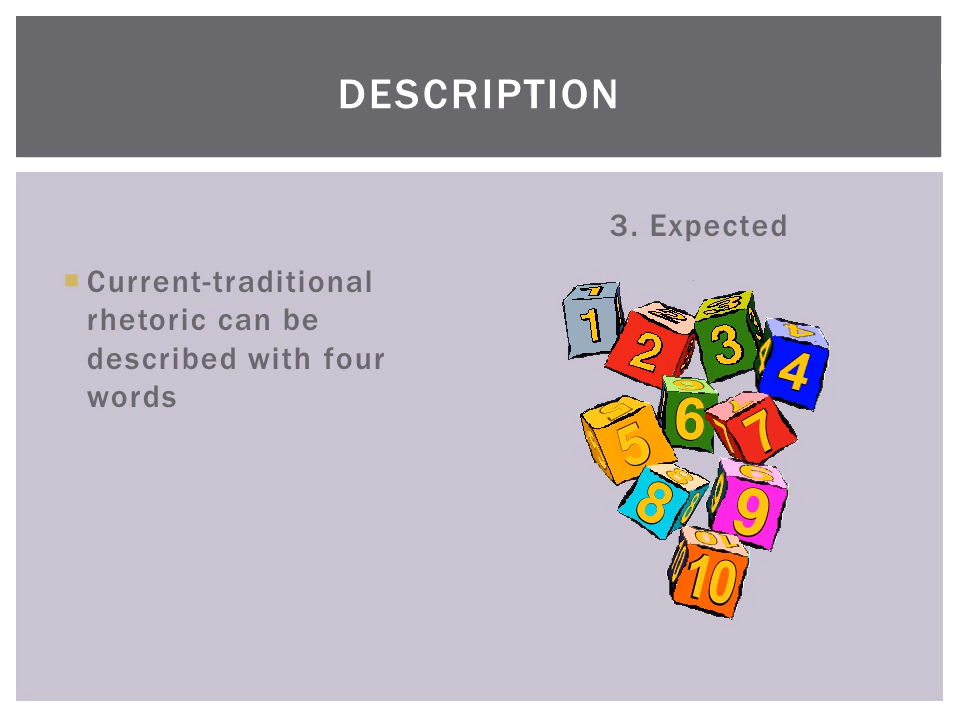 DESCRIPTION
Current-traditional
rhetoric can be
described with four
words
3. Expected
1
2
3
4
5
6
7
8
9
10